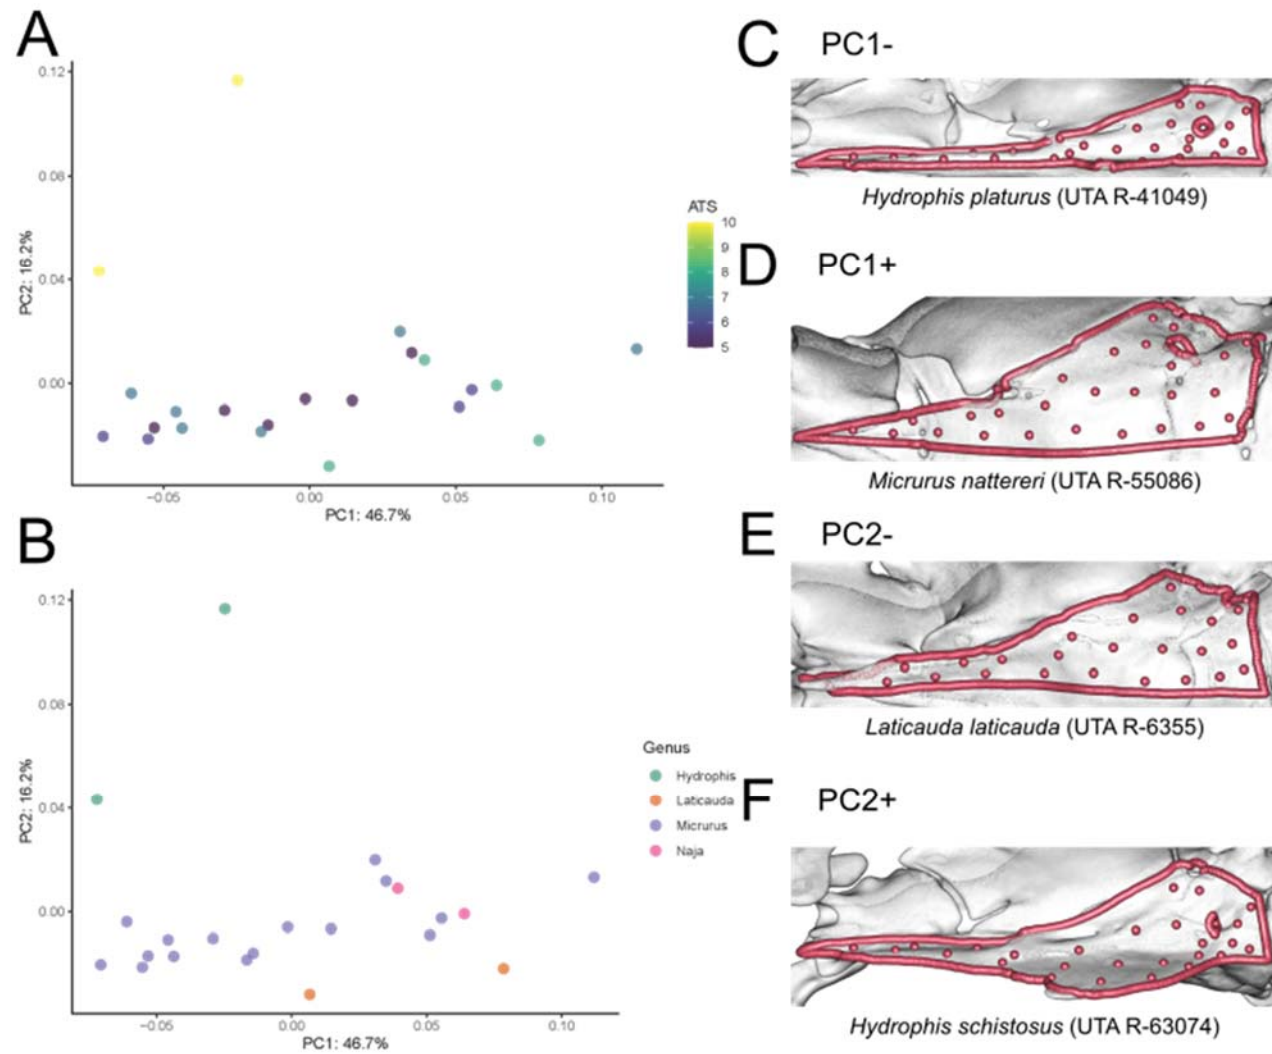 A
0.12
0.08
0.04
0.00
PC2: 16.2%
−0.05
0.00
0.05
0.10
PC1: 46.7%
ATS
10
9
8
7
6
5
B
0.12
0.08
0.04
0.00
PC2: 16.2%
−0.05
0.00
0.05
0.10
PC1: 46.7%
Genus
Hydrophis
Laticauda
Micrurus
Naja
C PC1-
Hydrophis platurus (UTA R-41049)
D PC1+
Micrurus nattereri (UTA R-55086)
E PC2-
Laticauda laticauda (UTA R-6355)
F PC2+
Hydrophis schistosus (UTA R-63074)